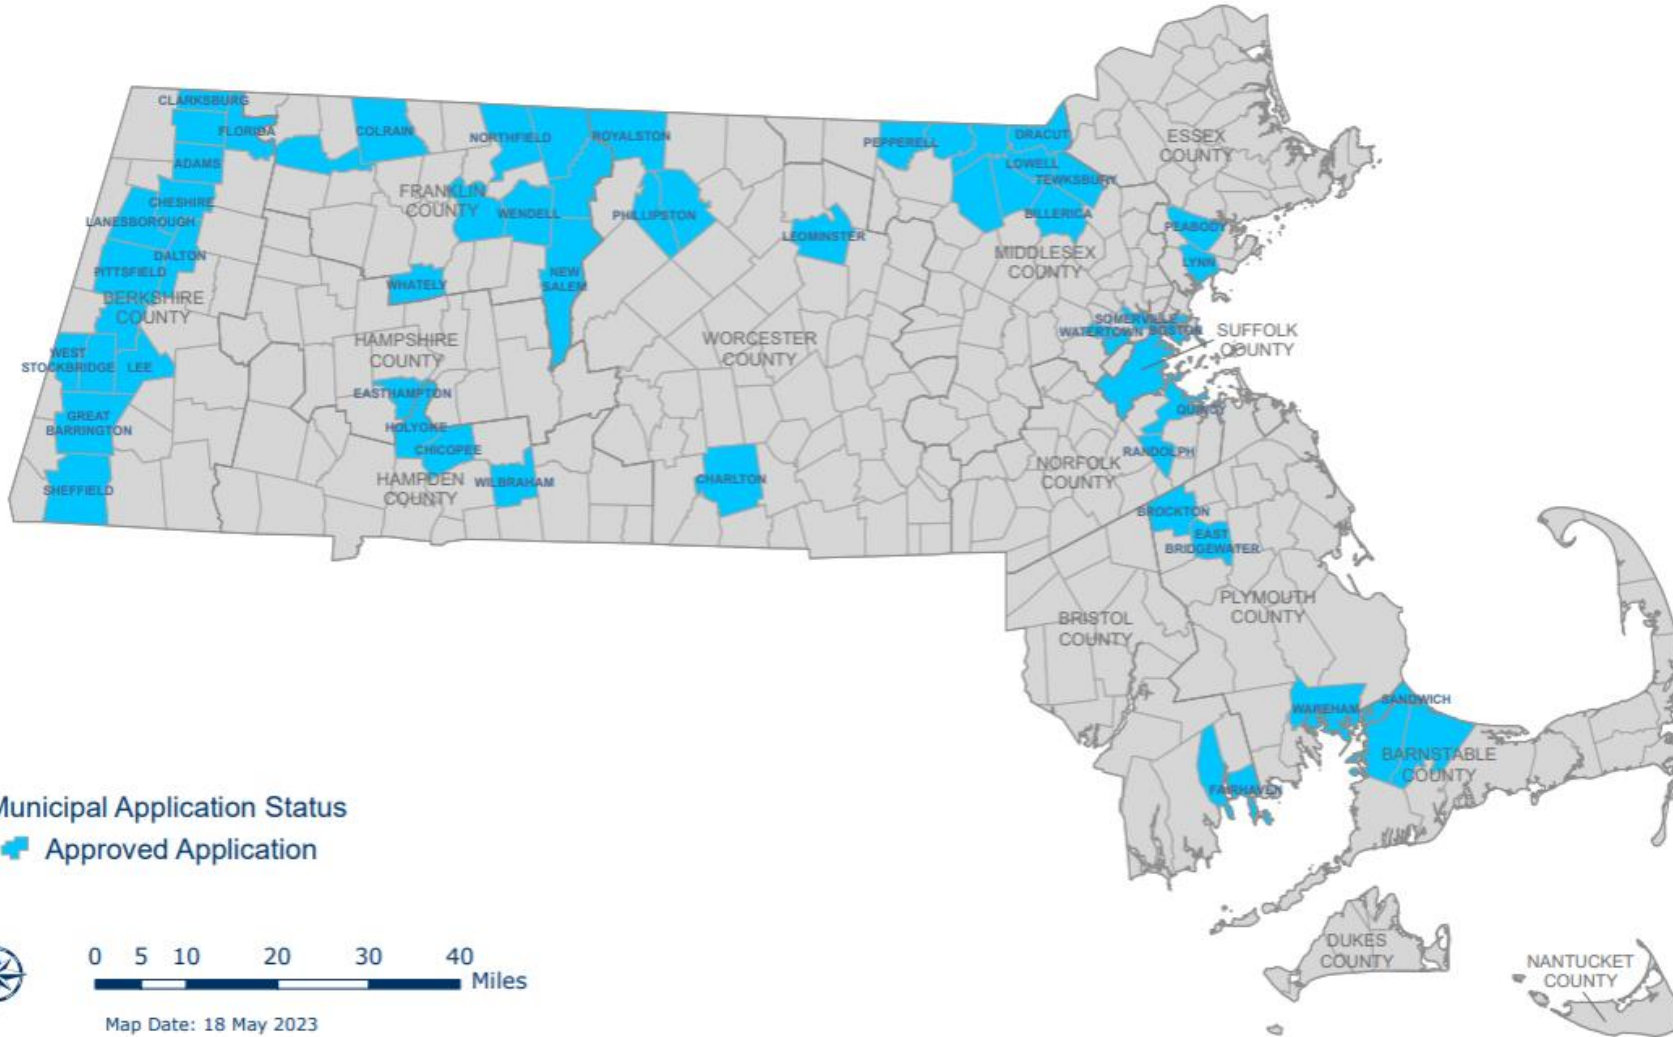 CLARKSBURG
FLORIDA
COLRAIN
NORTHFIELD
ROYALSTON
PEPPERELL
DRACUT
ESSEX
COUNTY
ADAMS
LOWELL
TEWKSBURY
FRANKLIN
COUNTY
CHESHIRE
LANESBOROUGH
WENDELL
PHILLIPSTON
LEOMINSTER
BILLERICA
PEABODY
MIDDLESEX
COUNTY
LYNN
DALTON
PITTSFIELD
NEW
SALEM
WHATELY
BERKSHIRE
COUNTY
SOMERVILLE
WATERTOWN
BOSTON
SUFFOLK
COUNTY
HAMPSHIRE
COUNTY
WORCESTER
COUNTY
WEST
STOCKBRIDGE
LEE
EASTHAMPTON
GREAT
BARRINGTON
HOLYOKE
QUINCY
CHICOPEE
RANDOLPH
HAMPDEN
COUNTY
WILBRAHAM
CHARLTON
NORFOLK
COUNTY
SHEFFIELD
BROCKTON
EAST
BRIDGEWATER
BRISTOL
COUNTY
PLYMOUTH
COUNTY
WAREHAM
SANDWICH
BARNSTABLE
COUNTY
FAIRHAVEN
Municipal Application Status
Approved Application
DUKES
COUNTY
NANTUCKET
COUNTY
0 5 10 20 30 40
Miles
Map Date: 18 May 2023